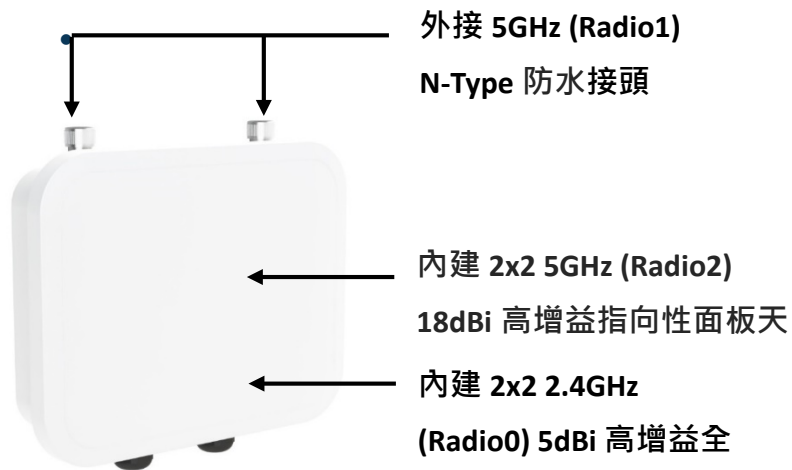 外接 5GHz (Radio1)
N-Type 防水接頭
內建 2x2 5GHz (Radio2)
18dBi 高增益指向性面板天
內建 2x2 2.4GHz
(Radio0) 5dBi 高增益全